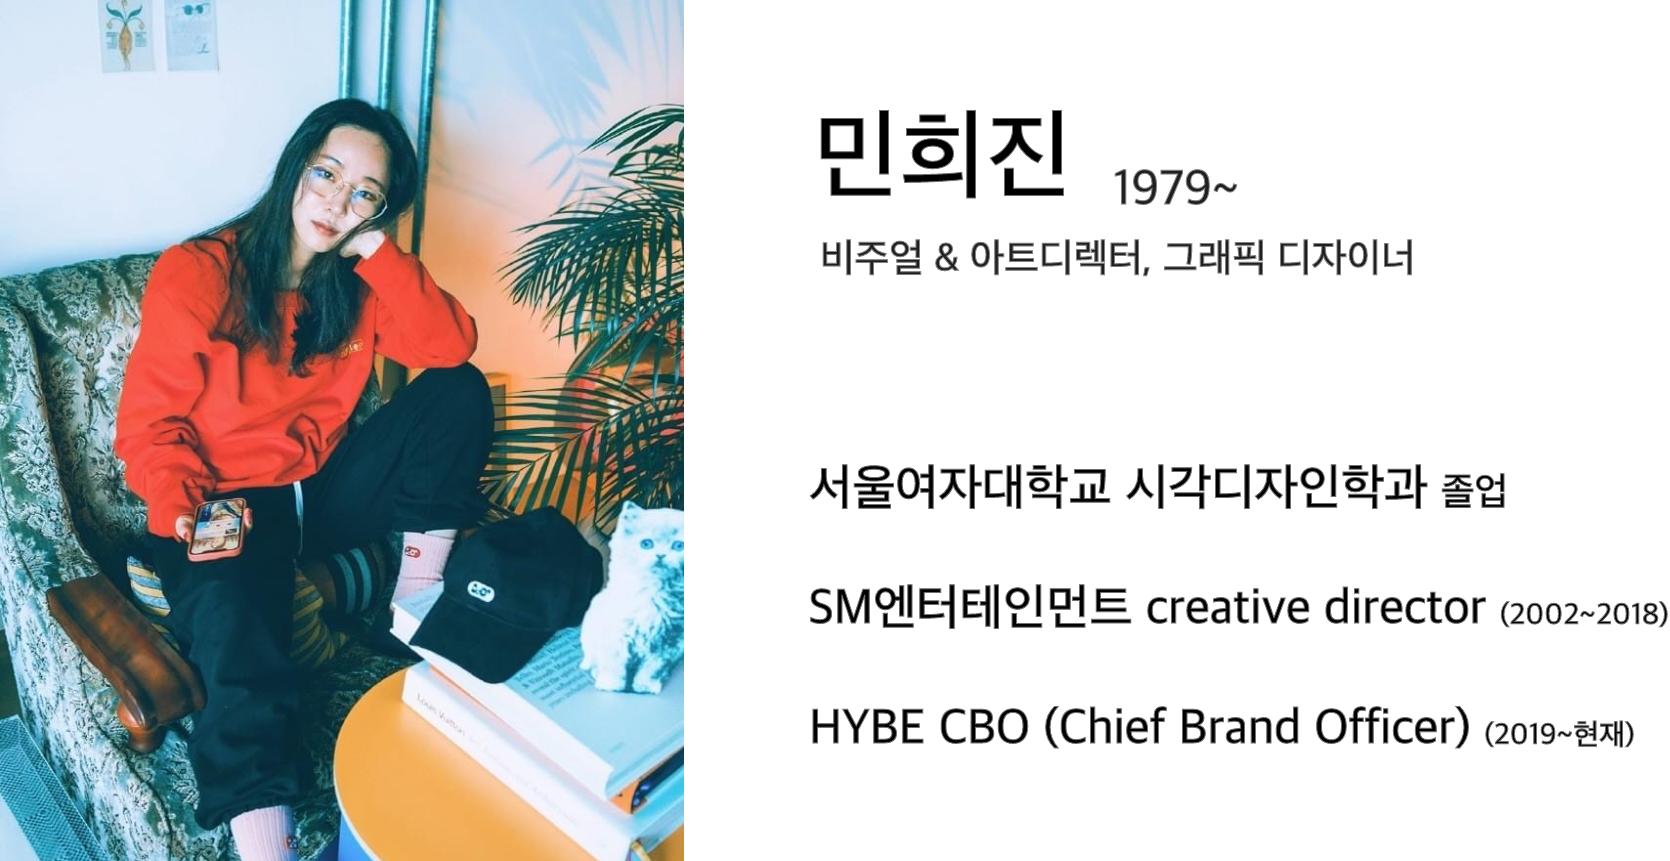 민희진 1979~
비주얼 & 아트디렉터, 그래픽 디자이너
서울여자대학교 시각디자인학과 졸업
SM엔터테인먼트 creative director (2002~2018)
HYBE CBO (Chief Brand Officer) (2019~현재)
Louis Vuitton